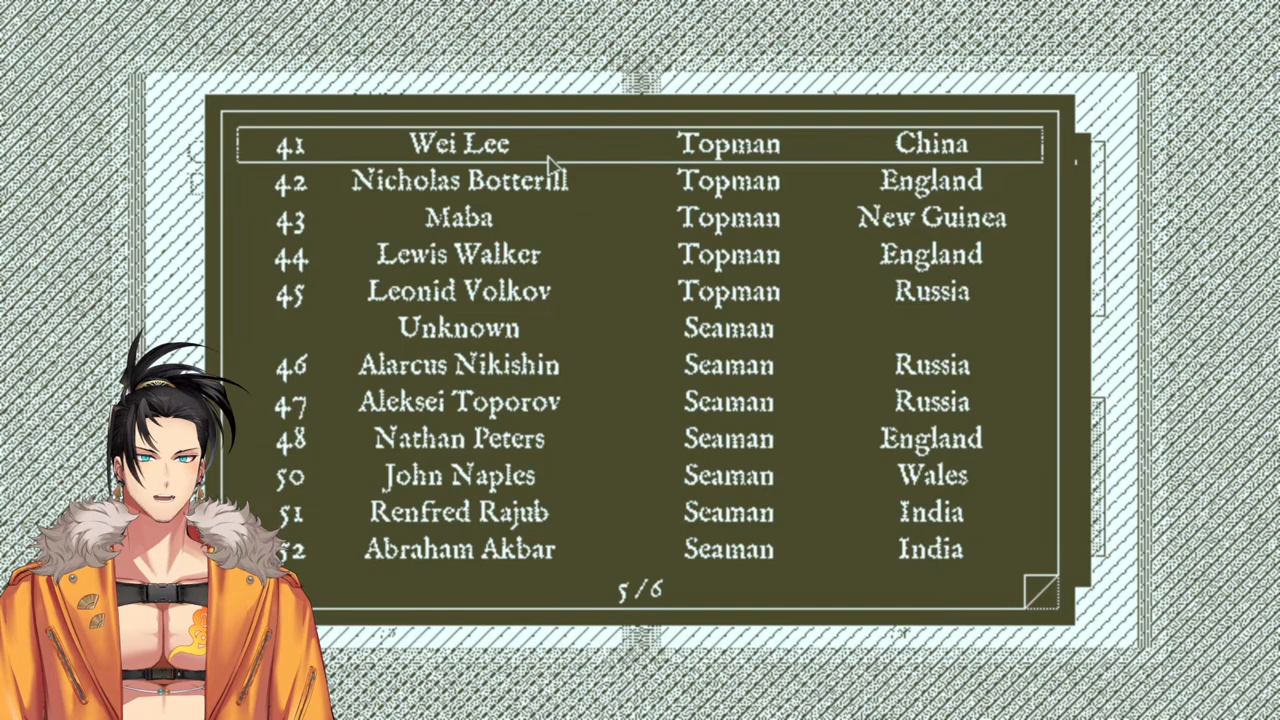 41 Wei Lee Topman China
42 Nicholas Botterill Topman England
43 Maba Topman New Guinea
44 Lewis Walker Topman England
45 Leonid Volkov Topman Russia
Unknown Seaman
46 Alarcus Nikishin Seaman Russia
47 Aleksei Toporov Seaman Russia
48 Nathan Peters Seaman England
50 John Naples Seaman Wales
51 Renfred Rajub Seaman India
52 Abraham Akbar Seaman India
5/6